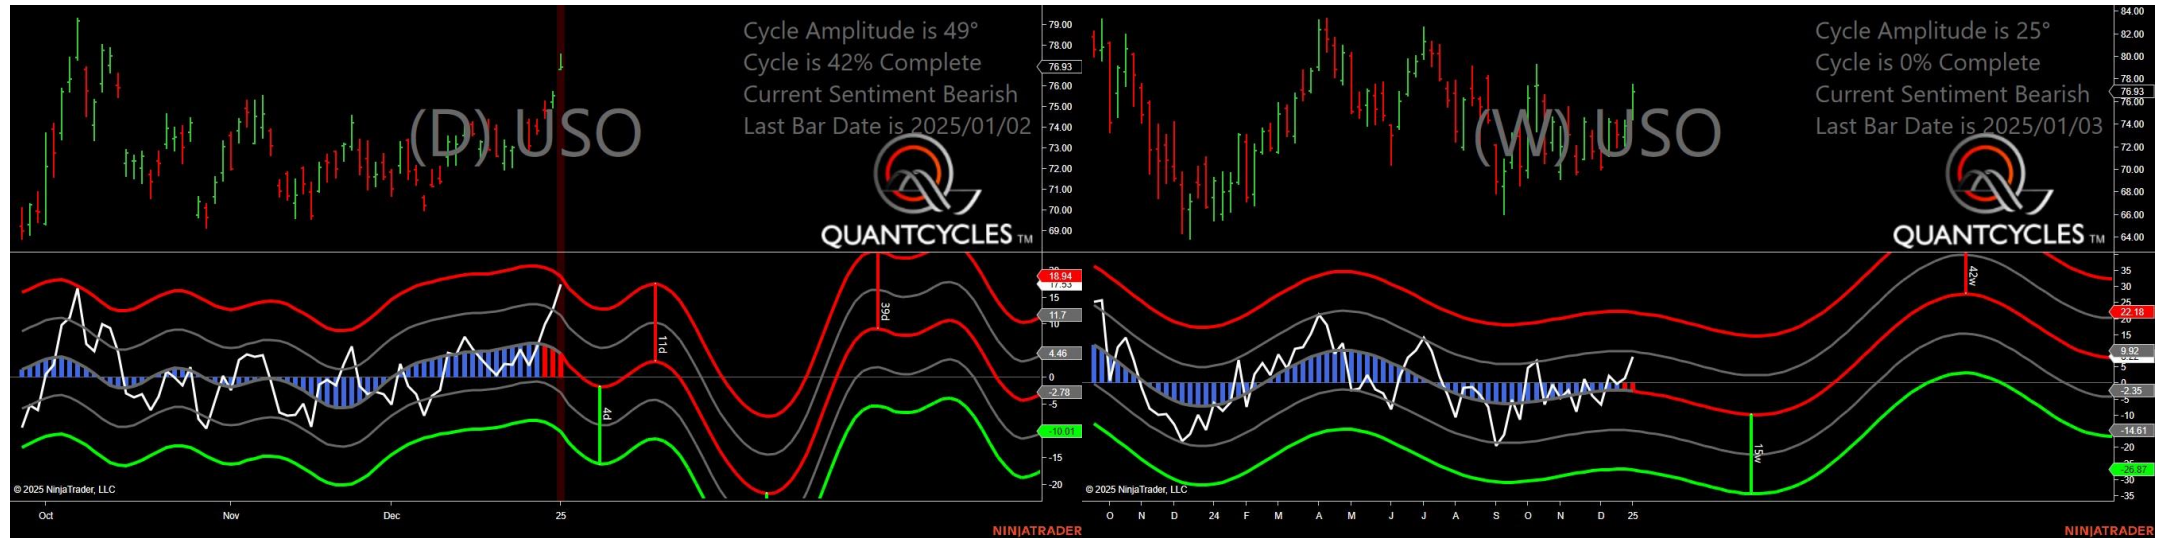 Cycle Amplitude is 49°
Cycle is 42% Complete
Current Sentiment Bearish
Last Bar Date is 2025/01/02
(D) USO
QUANTCYCLES TM
79.00
78.00
76.93
76.00
75.00
74.00
73.00
72.00
71.00
70.00
69.00
18.94
17.53
15
11.7
10
4.46
0
-2.78
-5
-10.01
-15
-20
11d
4d
39d
© 2025 NinjaTrader, LLC
Oct
Nov
Dec
25
NINJATRADER
Cycle Amplitude is 25°
Cycle is 0% Complete
Current Sentiment Bearish
Last Bar Date is 2025/01/03
(W) USO
QUANTCYCLES TM
84.00
82.00
80.00
78.00
76.93
76.00
74.00
72.00
70.00
68.00
66.00
64.00
35
30
25
22.18
20
15
9.92
5
0
-2.35
-5
-10
-14.61
-20
-26.87
-30
-35
42w
15w
© 2025 NinjaTrader, LLC
O N D 24 F M A M J J A S O N D 25
NINJATRADER